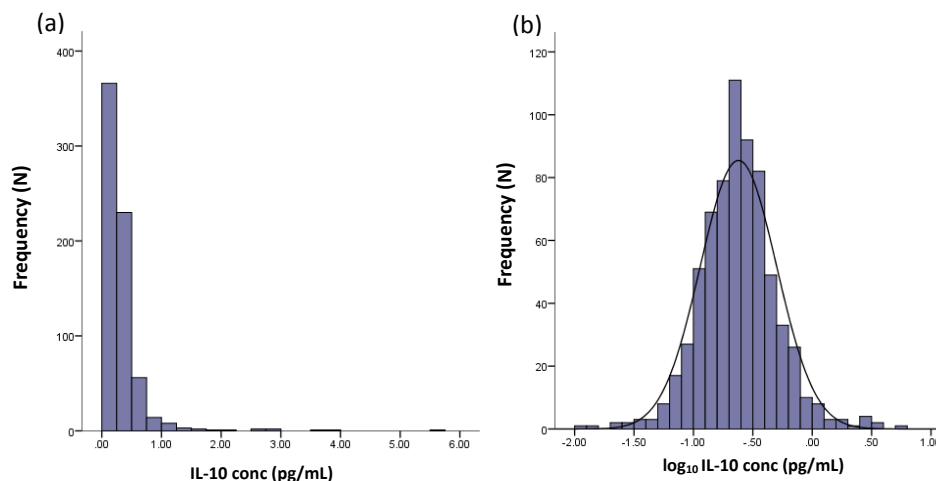 (a)
400
300
200
100
0
.00 1.00 2.00 3.00 4.00 5.00 6.00
Frequency (N)
IL-10 conc (pg/mL)
(b)
120
100
80
60
40
20
0
-2.00 -1.50 -1.00 -.50 .00 .50 1.00
Frequency (N)
log₁₀ IL-10 conc (pg/mL)